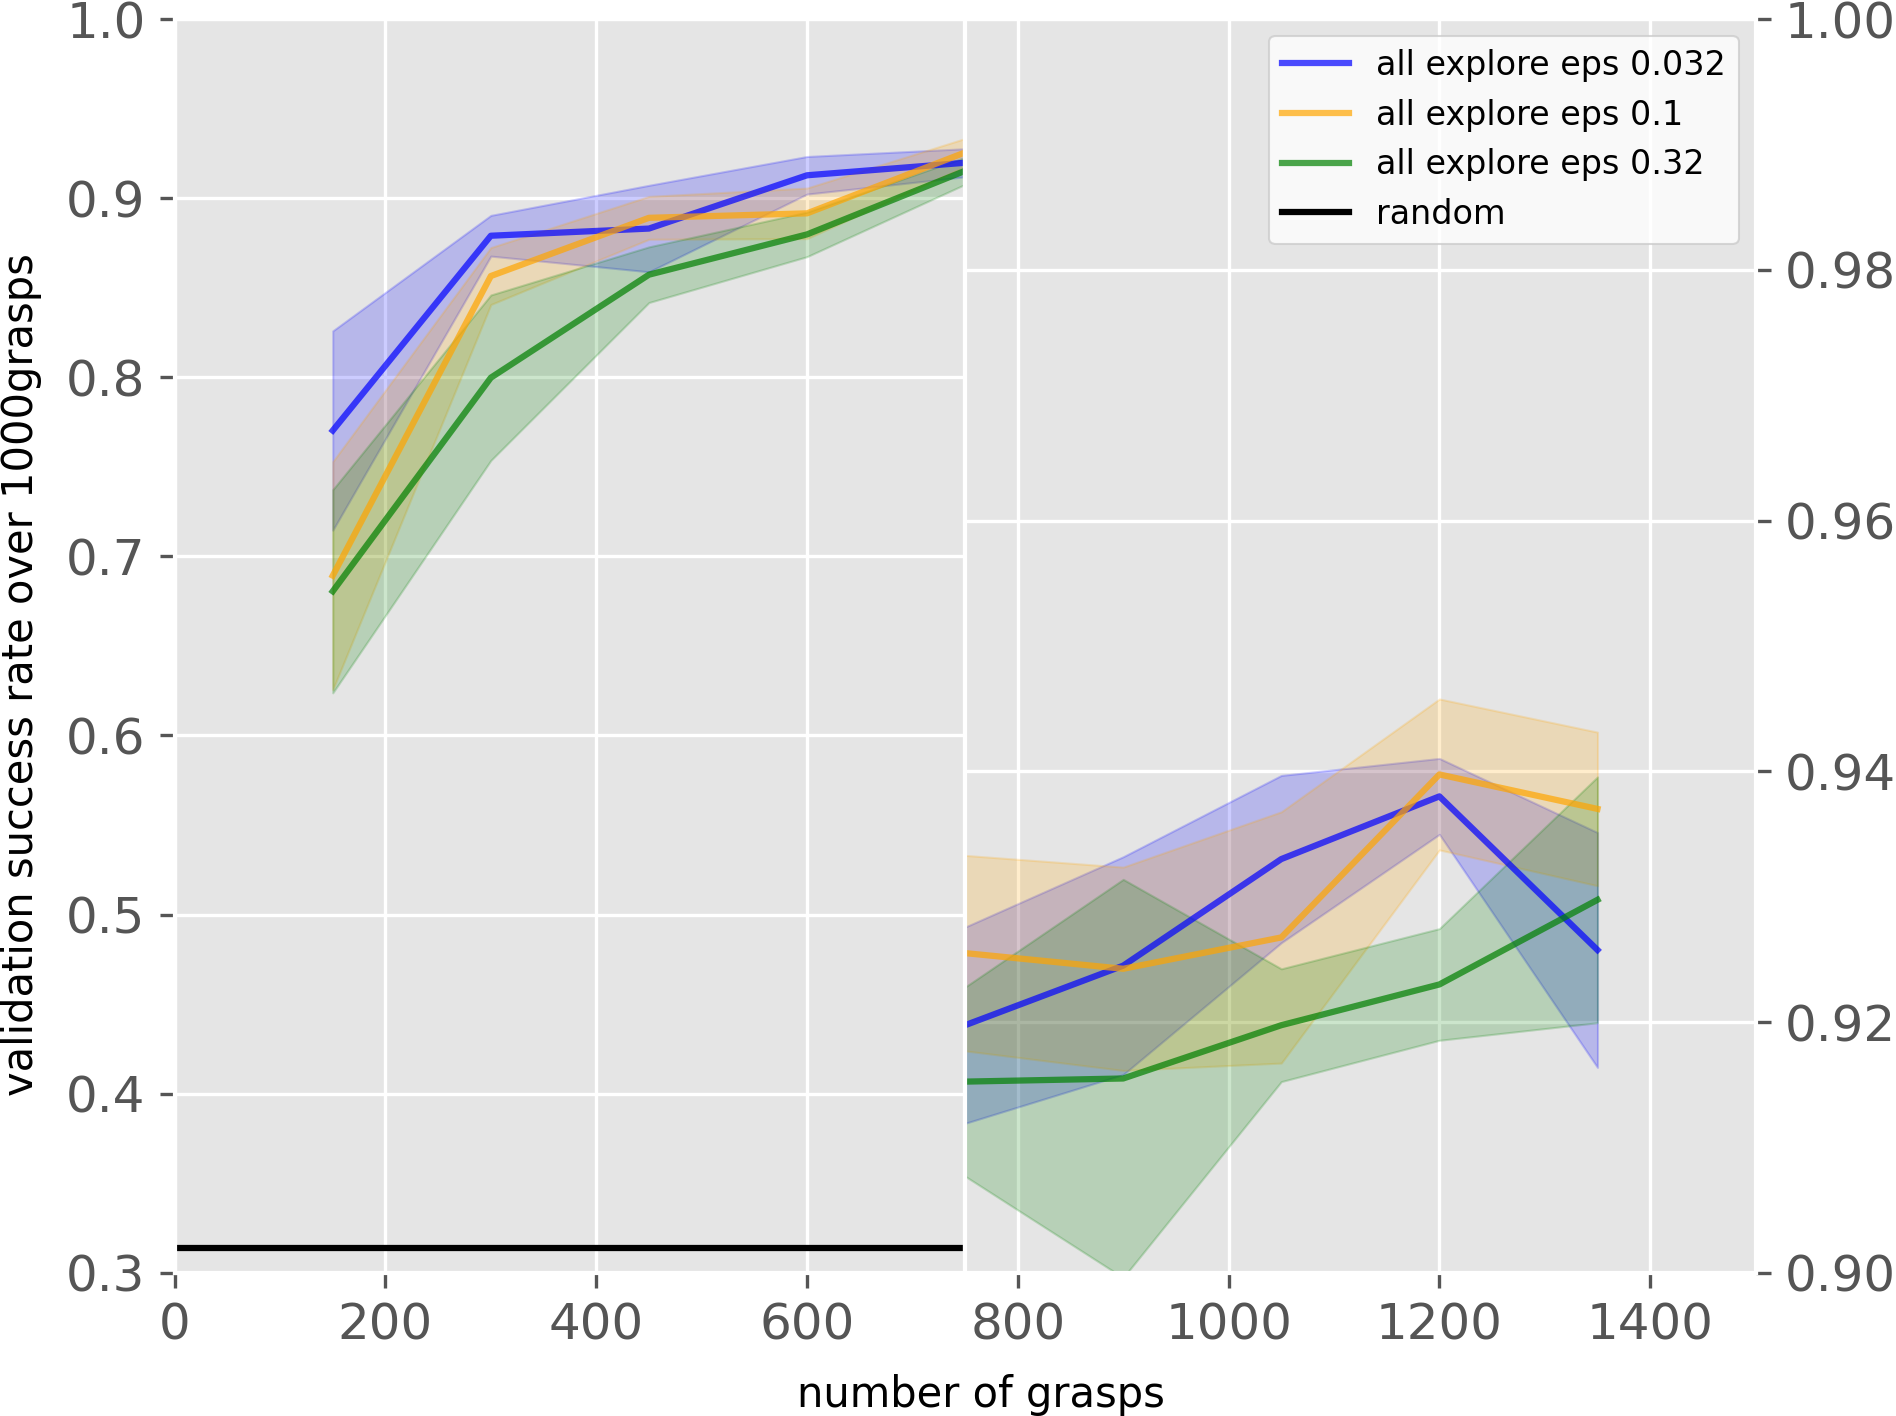 validation success rate over 1000grasps
1.0
0.9
0.8
0.7
0.6
0.5
0.4
0.3
all explore eps 0.032
all explore eps 0.1
all explore eps 0.32
random
1.00
0.98
0.96
0.94
0.92
0.90
0 200 400 600 800 1000 1200 1400
number of grasps